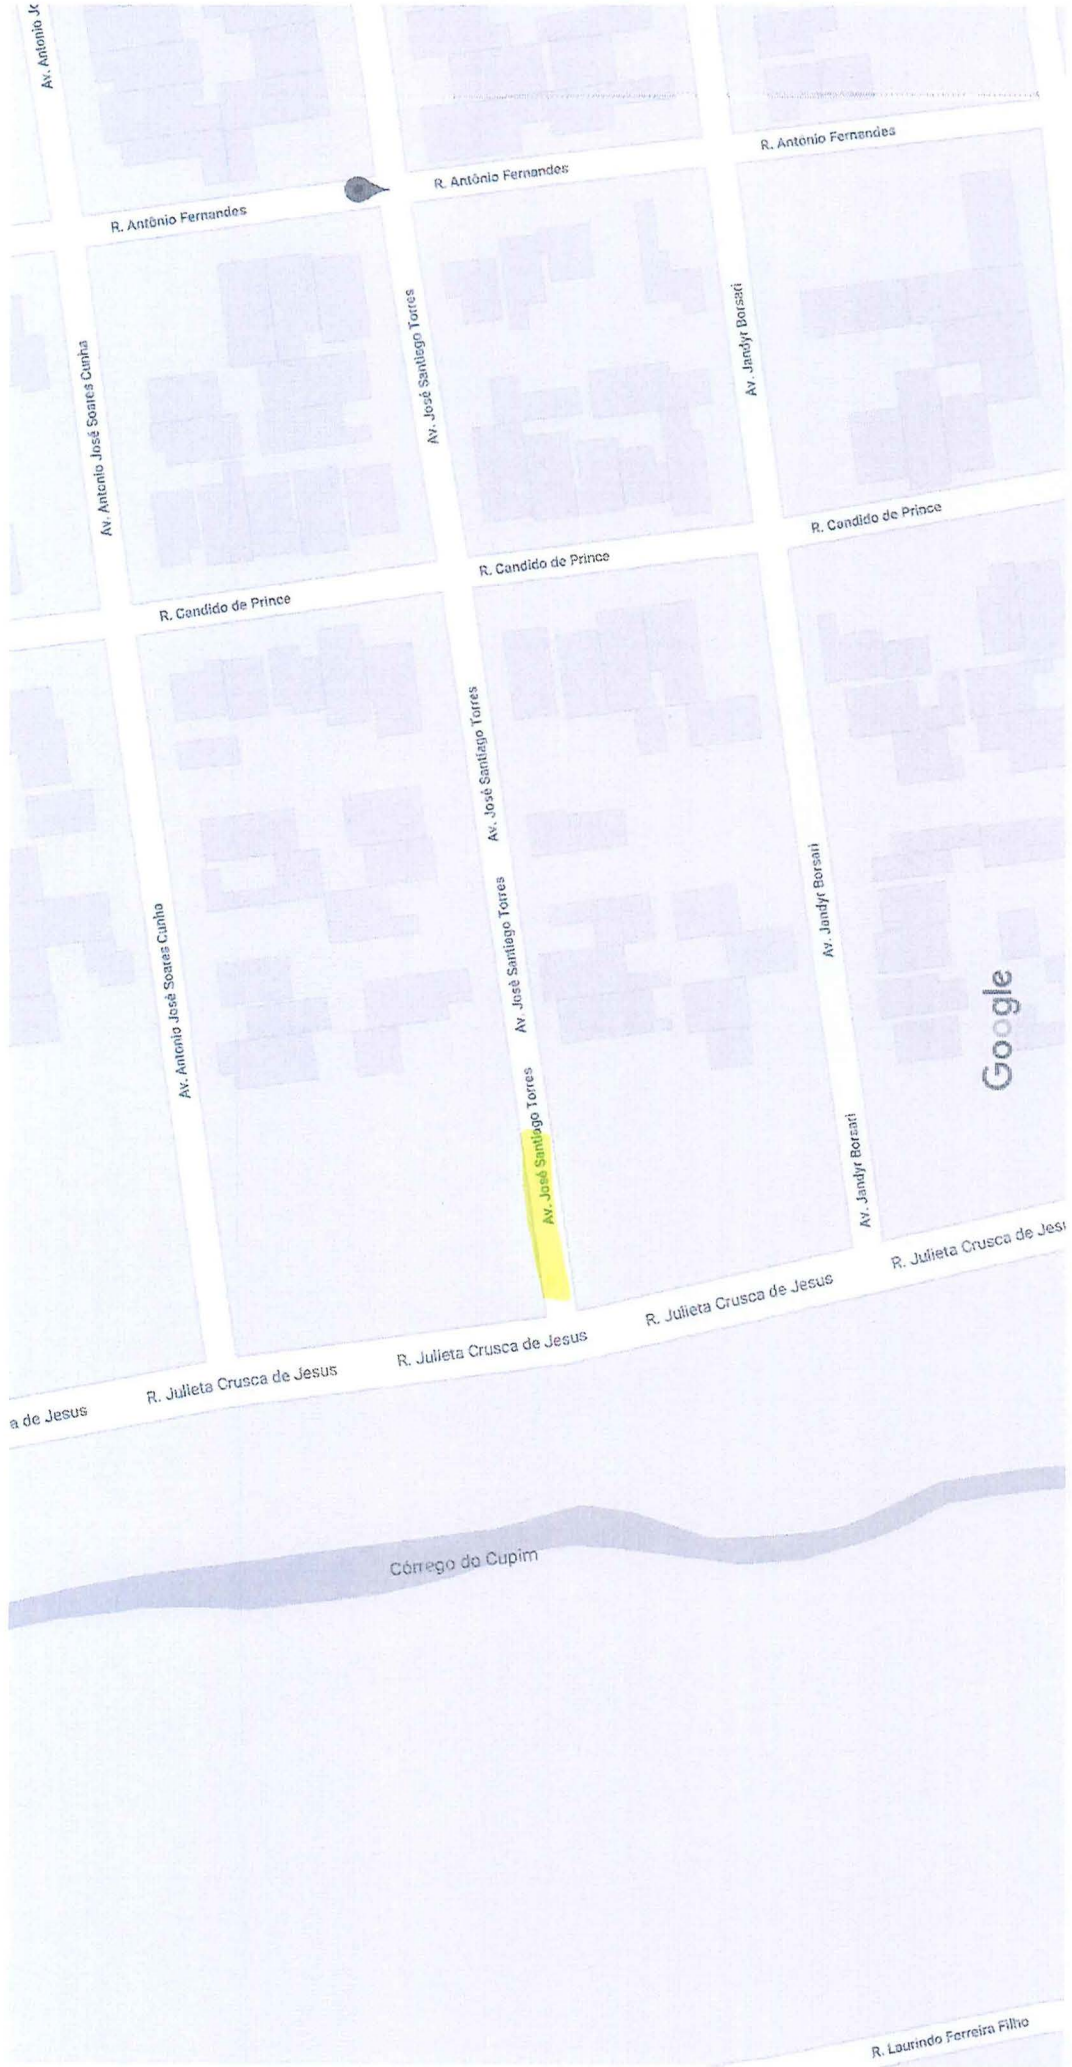 Av. Antonio Jo
R. Antônio Fernandes
R. Antônio Fernandes
R. Antônio Fernandes
Av. Antonio José Soares Cunha
Av. José Santiago Torres
Av. Jandyr Borsari
R. Candido de Prince
R. Candido de Prince
R. Candido de Prince
Av. José Santiago Torres
Av. Jandyr Borsari
Av. José Santiago Torres
Av. Antonio José Soares Cunha
Google
Av. José Santiago Torres
Av. Jandyr Borsari
R. Julieta Crusca de Jesu
R. Julieta Crusca de Jesus
R. Julieta Crusca de Jesus
R. Julieta Crusca de Jesus
a de Jesus
Córrego do Cupim
R. Laurindo Ferreira Filho